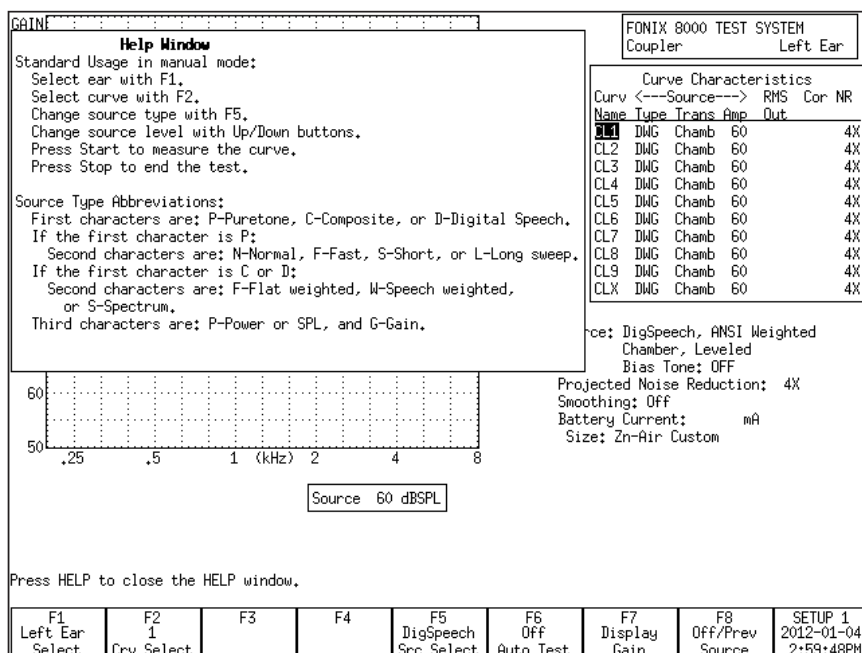 GAIN
Help Window
Standard Usage in manual mode:
Select ear with F1.
Select curve with F2.
Change source type with F5.
Change source level with Up/Down buttons.
Press Start to measure the curve.
Press Stop to end the test.
Source Type Abbreviations:
First characters are: P-Puretone, C-Composite, or D-Digital Speech.
If the first character is P:
Second characters are: N-Normal, F-Fast, S-Short, or L-Long sweep.
If the first character is C or D:
Second characters are: F-Flat weighted, W-Speech weighted,
or S-Spectrum.
Third characters are: P-Power or SPL, and G-Gain.
FONIX 8000 TEST SYSTEM
Coupler Left Ear
Curve Characteristics
Curv <---Source---> RMS Cor NR
Name Type Trans Amp Out
CL1 DWG Chamb 60 4X
CL2 DWG Chamb 60 4X
CL3 DWG Chamb 60 4X
CL4 DWG Chamb 60 4X
CL5 DWG Chamb 60 4X
CL6 DWG Chamb 60 4X
CL7 DWG Chamb 60 4X
CL8 DWG Chamb 60 4X
CL9 DWG Chamb 60 4X
CLX DWG Chamb 60 4X
rce: DigSpeech, ANSI Weighted
Chamber, Leveled
Bias Tone: OFF
Projected Noise Reduction: 4X
Smoothing: Off
Battery Current: mA
Size: Zn-Air Custom
60
50
.25 .5 1 (kHz) 2 4 8
Source 60 dBSPL
Press HELP to close the HELP window.
F1 F2 F3 F4 F5 F6 F7 F8 SETUP 1
Left Ear 1 DigSpeech Off Display Off/Prev 2012-01-04
Select Crv Select Src Select Auto Test Gain Source 2:59:48PM